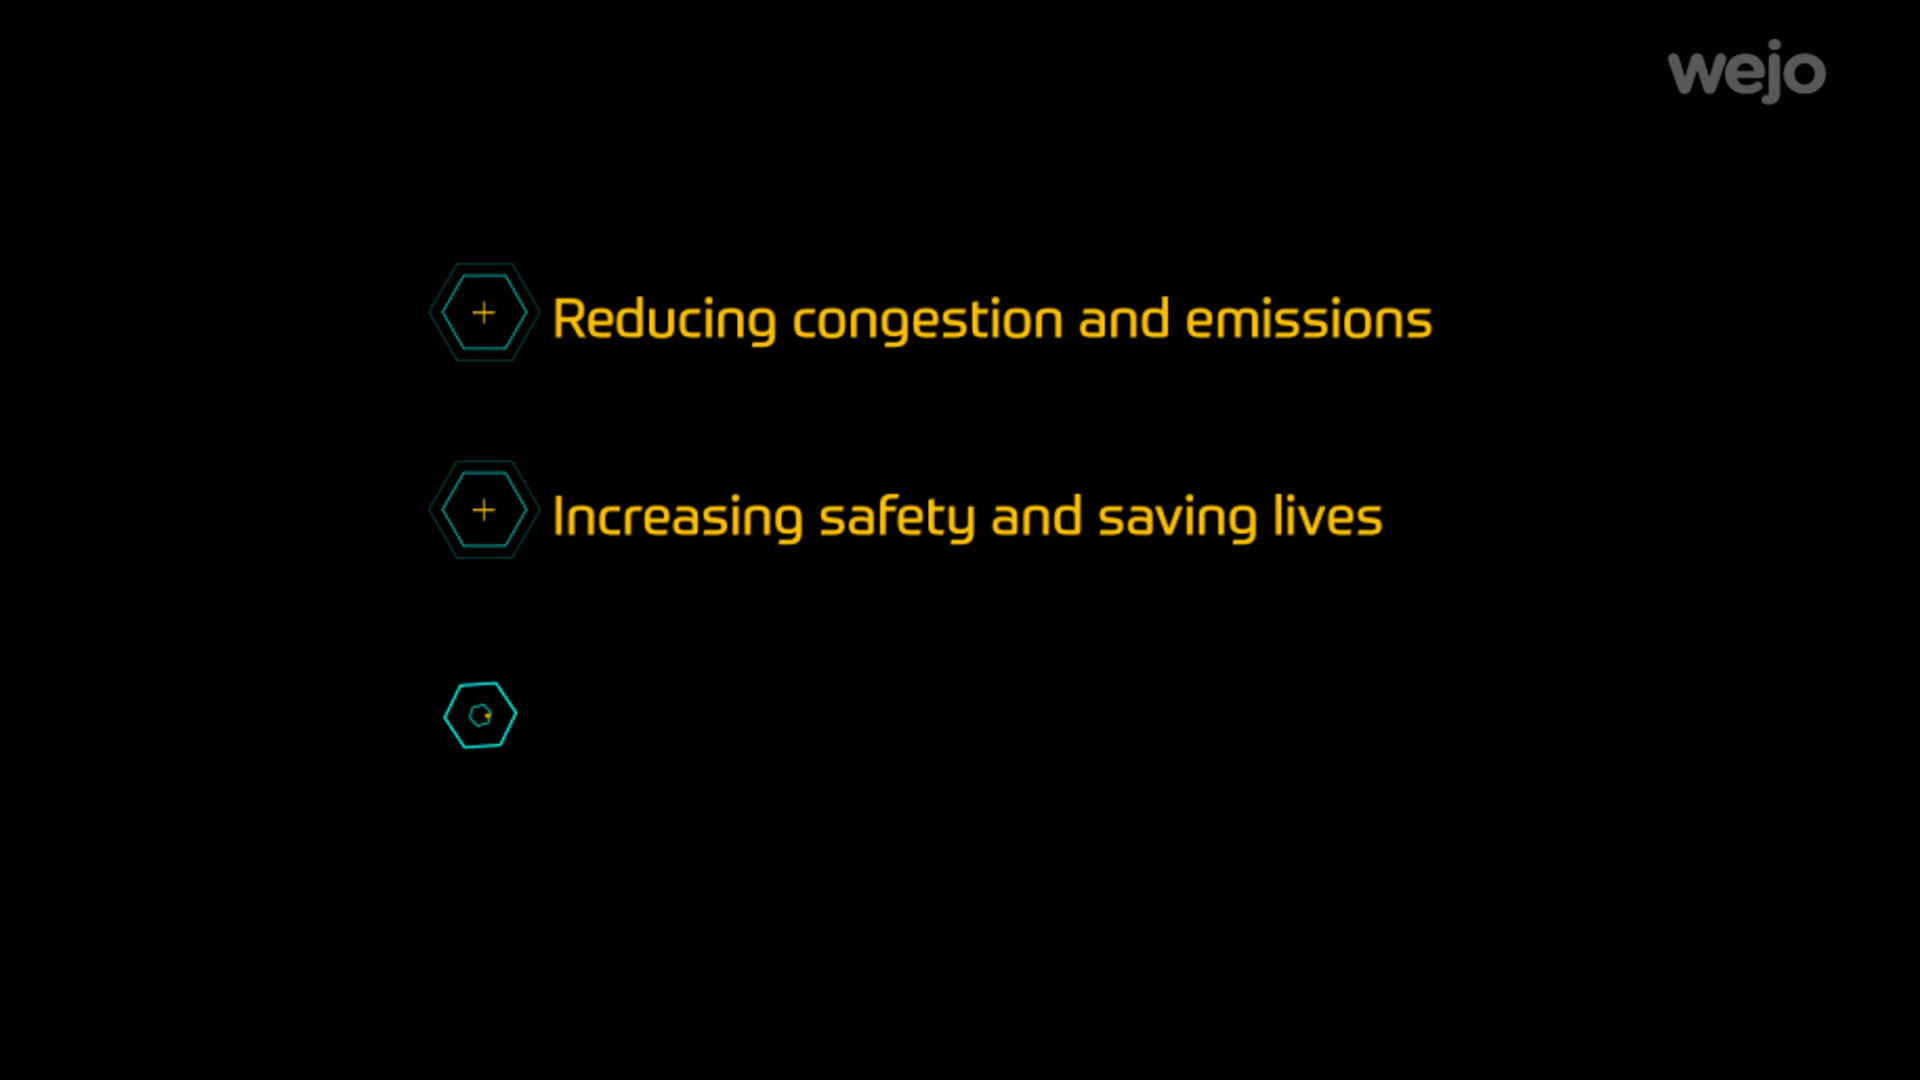 wejo
Reducing congestion and emissions
Increasing safety and saving lives